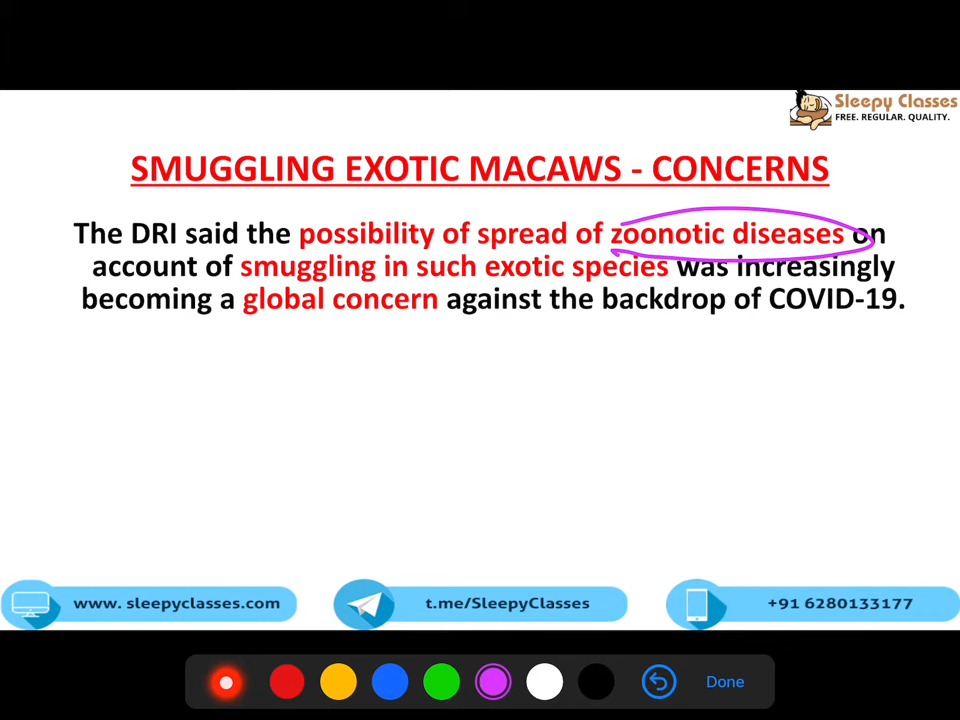 Sleepy Classes
FREE. REGULAR. QUALITY.
SMUGGLING EXOTIC MACAWS - CONCERNS
The DRI said the possibility of spread of zoonotic diseases on
account of smuggling in such exotic species was increasingly
becoming a global concern against the backdrop of COVID-19.
www. sleepyclasses.com
t.me/SleepyClasses
+91 6280133177
Done